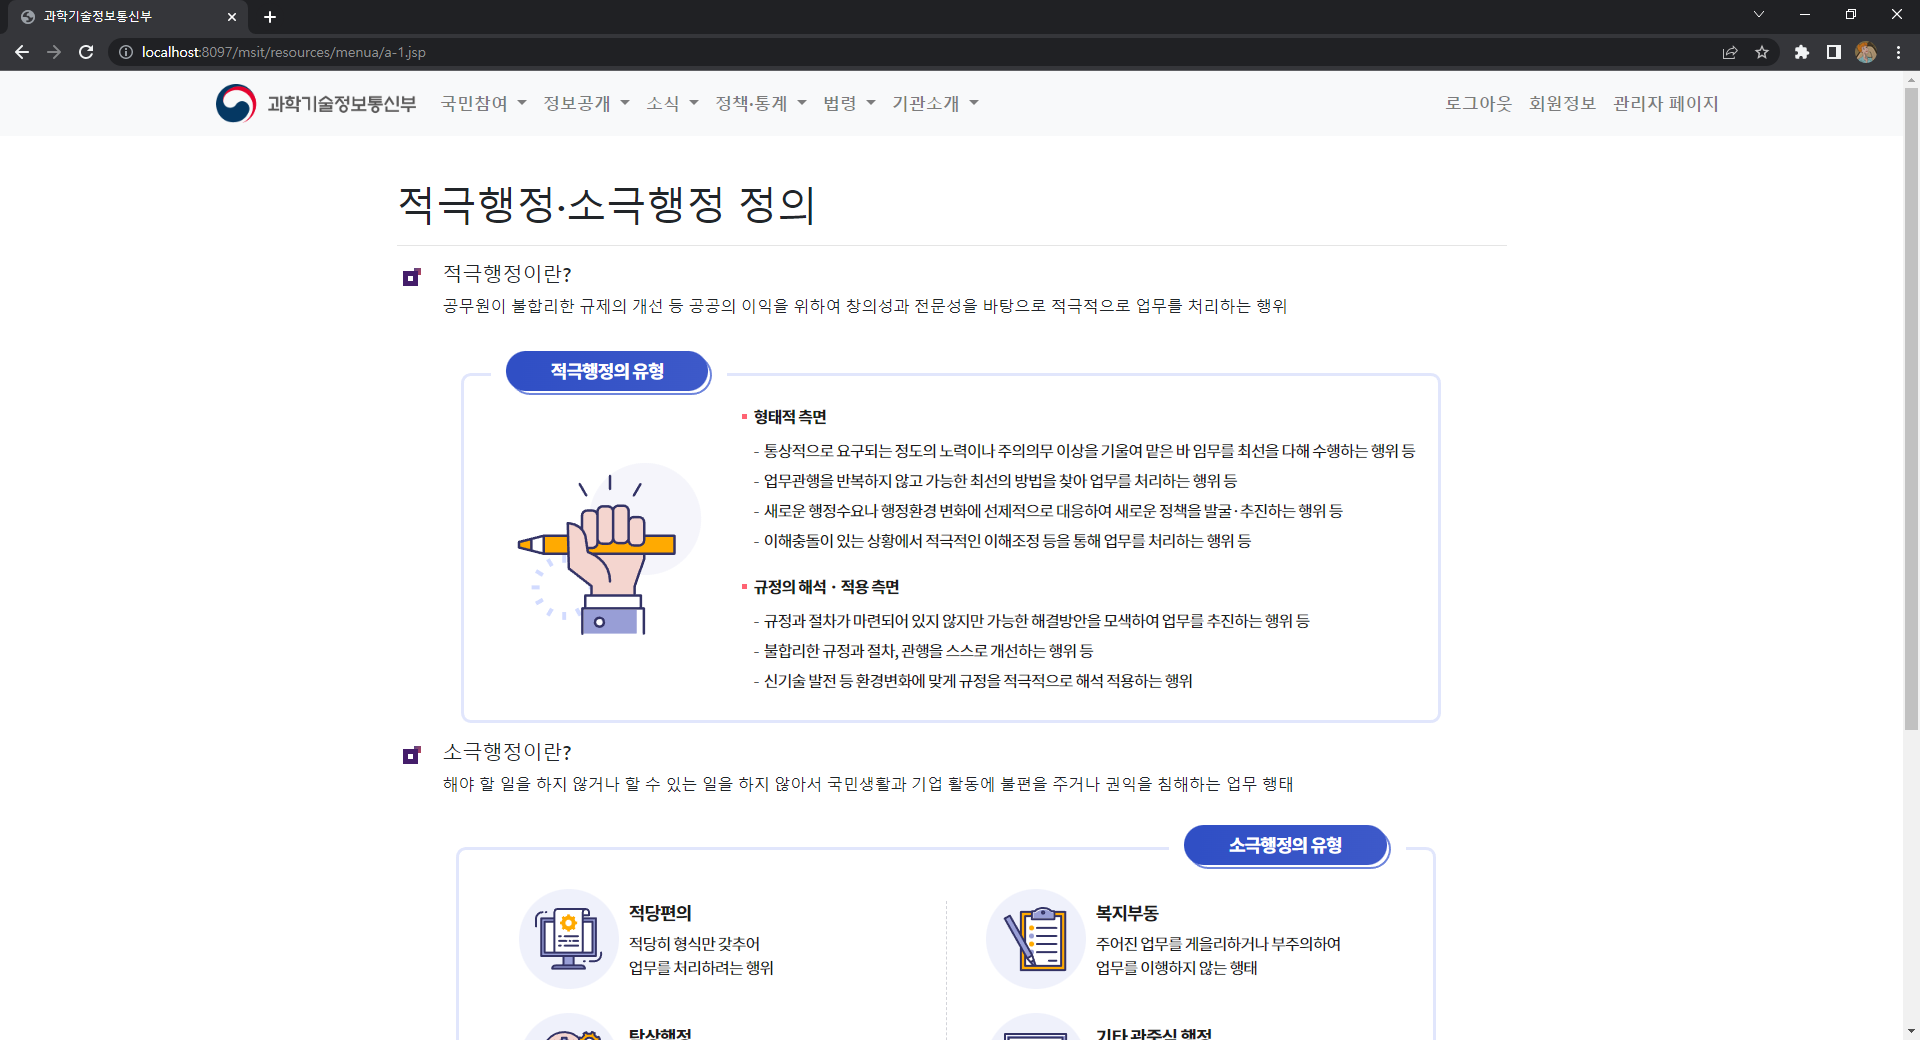 과학기술정보통신부
localhost:8097/msit/resources/menua/a-1.jsp
과학기술정보통신부 국민참여 정보공개 소식 정책·통계 법령 기관소개 로그아웃 회원정보 관리자 페이지
적극행정·소극행정 정의
적극행정이란?
공무원이 불합리한 규제의 개선 등 공공의 이익을 위하여 창의성과 전문성을 바탕으로 적극적으로 업무를 처리하는 행위
적극행정의 유형
형태적 측면
- 통상적으로 요구되는 정도의 노력이나 주의의무 이상을 기울여 맡은 바 임무를 최선을 다해 수행하는 행위 등
- 업무관행을 반복하지 않고 가능한 최선의 방법을 찾아 업무를 처리하는 행위 등
- 새로운 행정수요나 행정환경 변화에 선제적으로 대응하여 새로운 정책을 발굴·추진하는 행위 등
- 이해충돌이 있는 상황에서 적극적인 이해조정 등을 통해 업무를 처리하는 행위 등
규정의 해석 · 적용 측면
- 규정과 절차가 마련되어 있지 않지만 가능한 해결방안을 모색하여 업무를 추진하는 행위 등
- 불합리한 규정과 절차, 관행을 스스로 개선하는 행위 등
- 신기술 발전 등 환경변화에 맞게 규정을 적극적으로 해석 적용하는 행위
소극행정이란?
해야 할 일을 하지 않거나 할 수 있는 일을 하지 않아서 국민생활과 기업 활동에 불편을 주거나 권익을 침해하는 업무 행태
소극행정의 유형
적당편의
적당히 형식만 갖추어
업무를 처리하려는 행위
복지부동
주어진 업무를 게을리하거나 부주의하여
업무를 이행하지 않는 행태
탁상행정
기타 관중심 행정